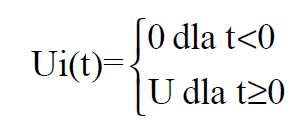 0 dla t<0
Ui(t)=
U dla t≥0